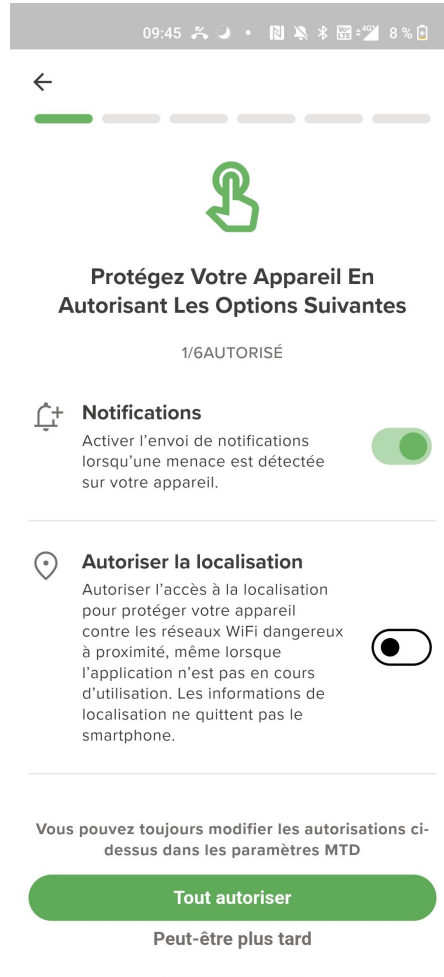 09:45 8 %
VoLTE 4G+
Protégez Votre Appareil En
Autorisant Les Options Suivantes
1/6AUTORISÉ
Notifications
Activer l'envoi de notifications
lorsqu'une menace est détectée
sur votre appareil.
Autoriser la localisation
Autoriser l'accès à la localisation
pour protéger votre appareil
contre les réseaux WiFi dangereux
à proximité, même lorsque
l'application n'est pas en cours
d'utilisation. Les informations de
localisation ne quittent pas le
smartphone.
Vous pouvez toujours modifier les autorisations ci-
dessus dans les paramètres MTD
Tout autoriser
Peut-être plus tard